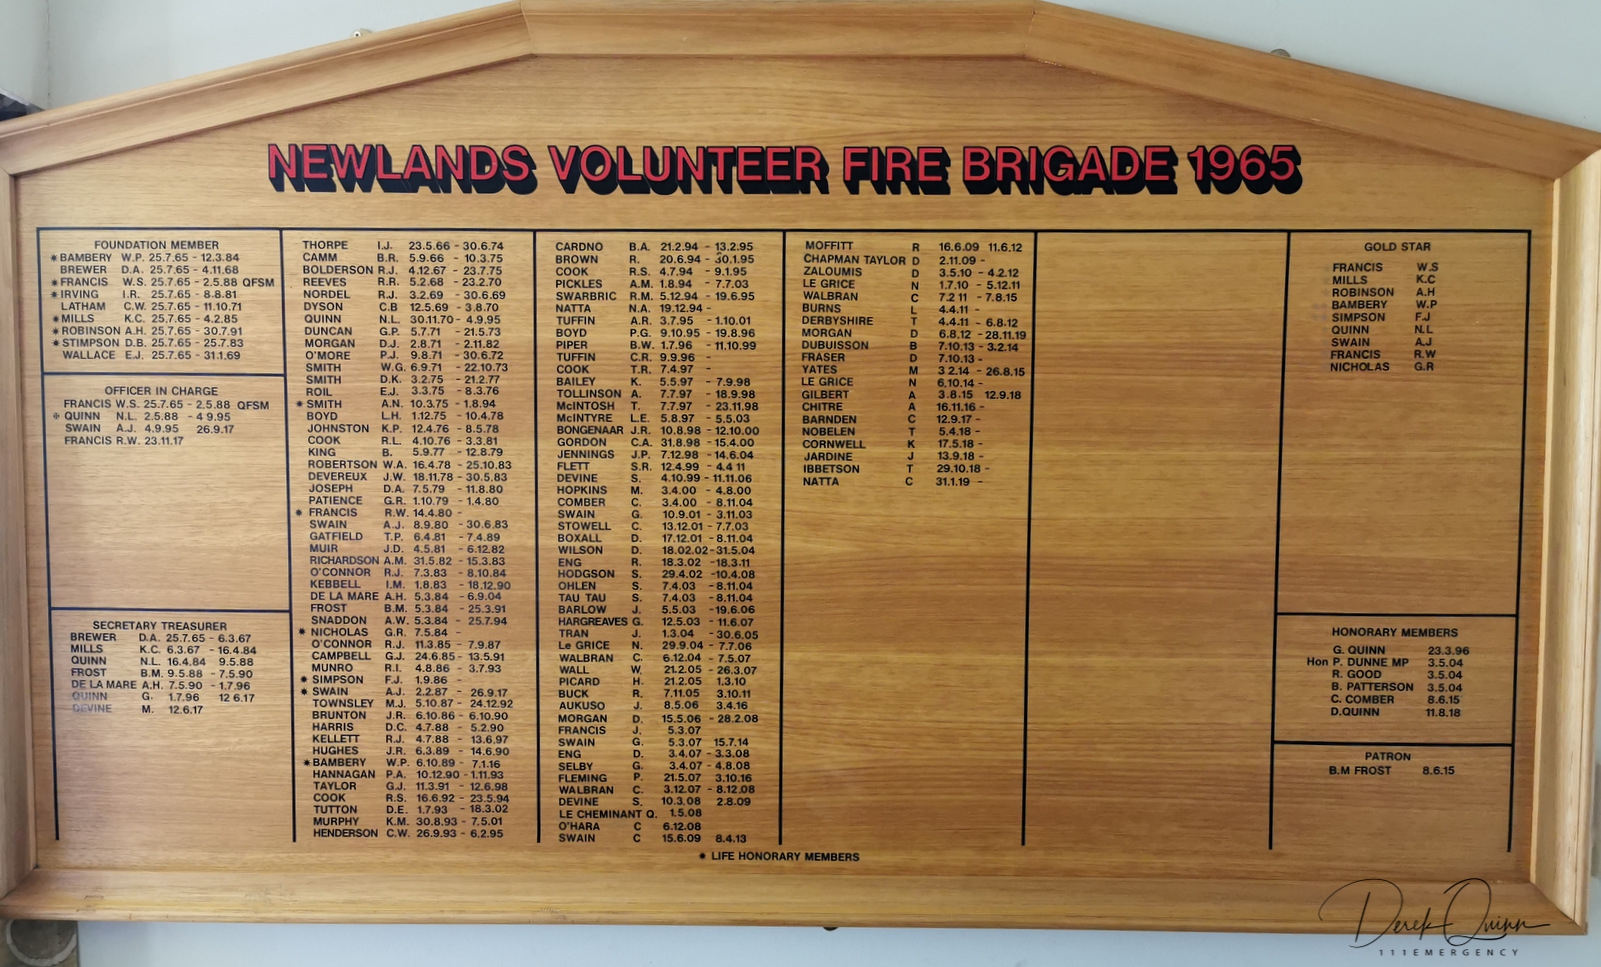 NEWLANDS VOLUNTEER FIRE BRIGADE 1965
FOUNDATION MEMBER
* BAMBERY W.P. 25.7.65 - 12.3.84
BREWER D.A. 25.7.65 - 4.11.68
* FRANCIS W.S. 25.7.65 - 2.5.88 QFSM
* IRVING I.R. 25.7.65 - 8.8.81
LATHAM C.W. 25.7.65 - 11.10.71
* MILLS K.C. 25.7.65 - 4.2.85
* ROBINSON A.H. 25.7.65 - 30.7.91
* STIMPSON D.B. 25.7.65 - 25.7.83
WALLACE E.J. 25.7.65 - 31.1.69
OFFICER IN CHARGE
FRANCIS W.S. 25.7.65 - 2.5.88 QFSM
* QUINN N.L. 2.5.88 - 4.9.95
SWAIN A.J. 4.9.95 26.9.17
FRANCIS R.W. 23.11.17
SECRETARY TREASURER
BREWER D.A. 25.7.65 - 6.3.67
MILLS K.C. 6.3.67 - 16.4.84
QUINN N.L. 16.4.84 9.5.88
FROST B.M. 9.5.88 - 7.5.90
DE LA MARE A.H. 7.5.90 - 1.7.96
QUINN G. 1.7.96 12 6.17
DEVINE M. 12.6.17
THORPE I.J. 23.5.66 - 30.6.74
CAMM B.R. 5.9.66 - 10.3.75
BOLDERSON R.J. 4.12.67 - 23.7.75
REEVES R.R. 5.2.68 - 23.2.70
NORDEL R.J. 3.2.69 - 30.6.69
DYSON C.B 12.5.69 - 3.8.70
QUINN N.L 30.11.70 - 4.9.95
DUNCAN G.P. 5.7.71 - 21.5.73
MORGAN D.J. 2.8.71 - 2.11.82
O'MORE P.J. 9.8.71 - 30.6.72
SMITH W.G. 6.9.71 - 22.10.73
SMITH D.K. 3.2.75 - 21.2.77
ROIL E.J. 3.3.75 - 8.3.76
* SMITH A.N. 10.3.75 - 1.8.94
BOYD L.H. 1.12.75 - 10.4.78
JOHNSTON K.P. 12.4.76 - 8.5.78
COOK R.L. 4.10.76 - 3.3.81
KING B. 5.9.77 - 12.8.79
ROBERTSON W.A. 16.4.78 - 25.10.83
DEVEREUX J.W. 18.11.78 - 30.5.83
JOSEPH D.A. 7.5.79 - 11.8.80
PATIENCE G.R. 1.10.79 - 1.4.80
* FRANCIS R.W. 14.4.80 -
SWAIN A.J. 8.9.80 - 30.6.83
GATFIELD T.P. 6.4.81 - 7.4.89
MUIR J.D. 4.5.81 - 6.12.82
RICHARDSON A.M. 31.5.82 - 15.3.83
O'CONNOR R.J. 7.3.83 - 8.10.84
KEBBELL I.M. 1.8.83 - 18.12.90
DE LA MARE A.H. 5.3.84 - 6.9.04
FROST B.M. 5.3.84 - 25.3.91
SNADDON A.W. 5.3.84 - 25.7.94
* NICHOLAS G.R. 7.5.84 -
O'CONNOR R.J. 11.3.85 - 7.9.87
CAMPBELL G.J. 24.6.85 - 13.5.91
MUNRO R.I. 4.8.86 - 3.7.93
* SIMPSON F.J. 1.9.86 -
* SWAIN A.J. 2.2.87 - 26.9.17
TOWNSLEY M.J. 5.10.87 - 24.12.92
BRUNTON J.R. 6.10.86 - 6.10.90
HARRIS D.C. 4.7.88 - 5.2.90
KELLETT R.J. 4.7.88 - 13.6.97
HUGHES J.R. 6.3.89 - 14.6.90
* BAMBERY W.P. 6.10.89 - 7.1.16
HANNAGAN P.A. 10.12.90 - 1.11.93
TAYLOR G.J. 11.3.91 - 12.6.98
COOK R.S. 16.6.92 - 23.5.94
TUTTON D.E. 1.7.93 - 18.3.02
MURPHY K.M. 30.8.93 - 7.5.01
HENDERSON C.W. 26.9.93 - 6.2.95
CARDNO B.A. 21.2.94 - 13.2.95
BROWN R. 20.6.94 - 30.1.95
COOK R.S. 4.7.94 - 9.1.95
PICKLES A.M. 1.8.94 - 7.7.03
SWARBRIC R.M. 5.12.94 - 19.6.95
NATTA N.A. 19.12.94 -
TUFFIN A.R. 3.7.95 - 1.10.01
BOYD P.G. 9.10.95 - 19.8.96
PIPER B.W. 1.7.96 - 11.10.99
TUFFIN C.R. 9.9.96 -
COOK T.R. 7.4.97 -
BAILEY K. 5.5.97 - 7.9.98
TOLLINSON A. 7.7.97 - 18.9.98
McINTOSH T. 7.7.97 - 23.11.98
McINTYRE L.E. 5.8.97 - 5.5.03
BONGENAAR J.R. 10.8.98 - 12.10.00
GORDON C.A. 31.8.98 - 15.4.00
JENNINGS J.P. 7.12.98 - 14.6.04
FLETT S.R. 12.4.99 - 4.4 11
DEVINE S. 4.10.99 - 11.11.06
HOPKINS M. 3.4.00 - 4.8.00
COMBER C. 3.4.00 - 8.11.04
SWAIN G. 10.9.01 - 3.11.03
STOWELL C. 13.12.01 - 7.7.03
BOXALL D. 17.12.01 - 8.11.04
WILSON D. 18.02.02 - 31.5.04
ENG R. 18.3.02 - 18.3.11
HODGSON S. 29.4.02 - 10.4.08
OHLEN S. 7.4.03 - 8.11.04
TAU TAU S. 7.4.03 - 8.11.04
BARLOW J. 5.5.03 - 19.6.06
HARGREAVES G. 12.5.03 - 11.6.07
TRAN J. 1.3.04 - 30.6.05
Le GRICE N. 29.9.04 - 7.7.06
WALBRAN C. 6.12.04 - 7.5.07
WALL W. 21.2.05 - 26.3.07
PICARD H. 21.2.05 1.3.10
BUCK R. 7.11.05 3.10.11
AUKUSO J. 8.5.06 3.4.16
MORGAN D. 15.5.06 - 28.2.08
FRANCIS J. 5.3.07
SWAIN G. 5.3.07 15.7.14
ENG D. 3.4.07 - 3.3.08
SELBY G. 3.4.07 - 4.8.08
FLEMING P. 21.5.07 3.10.16
WALBRAN C. 3.12.07 - 8.12.08
DEVINE S. 10.3.08 2.8.09
LE CHEMINANT Q. 1.5.08
O'HARA C 6.12.08
SWAIN C 15.6.09 8.4.13
MOFFITT R 16.6.09 11.6.12
CHAPMAN TAYLOR D 2.11.09 -
ZALOUMIS D 3.5.10 - 4.2.12
LE GRICE N 1.7.10 - 5.12.11
WALBRAN C 7.2 11 - 7.8.15
BURNS L 4.4.11 -
DERBYSHIRE T 4.4.11 - 6.8.12
MORGAN D 6.8.12 - 28.11.19
DUBUISSON B 7.10.13 - 3.2.14
FRASER D 7.10.13 -
YATES M 3 2.14 - 26.8.15
LE GRICE N 6.10.14 -
GILBERT A 3.8.15 12.9.18
CHITRE A 16.11.16 -
BARNDEN C 12.9.17 -
NOBELEN T 5.4.18 -
CORNWELL K 17.5.18 -
JARDINE J 13.9.18 -
IBBETSON T 29.10.18 -
NATTA C 31.1.19 -
GOLD STAR
FRANCIS W.S
MILLS K.C
ROBINSON A.H
BAMBERY W.P
SIMPSON F.J
QUINN N.L
SWAIN A.J
FRANCIS R.W
NICHOLAS G.R
HONORARY MEMBERS
G. QUINN 23.3.96
Hon P. DUNNE MP 3.5.04
R. GOOD 3.5.04
B. PATTERSON 3.5.04
C. COMBER 8.6.15
D.QUINN 11.8.18
PATRON
B.M FROST 8.6.15
* LIFE HONORARY MEMBERS
Derek Quinn
111EMERGENCY